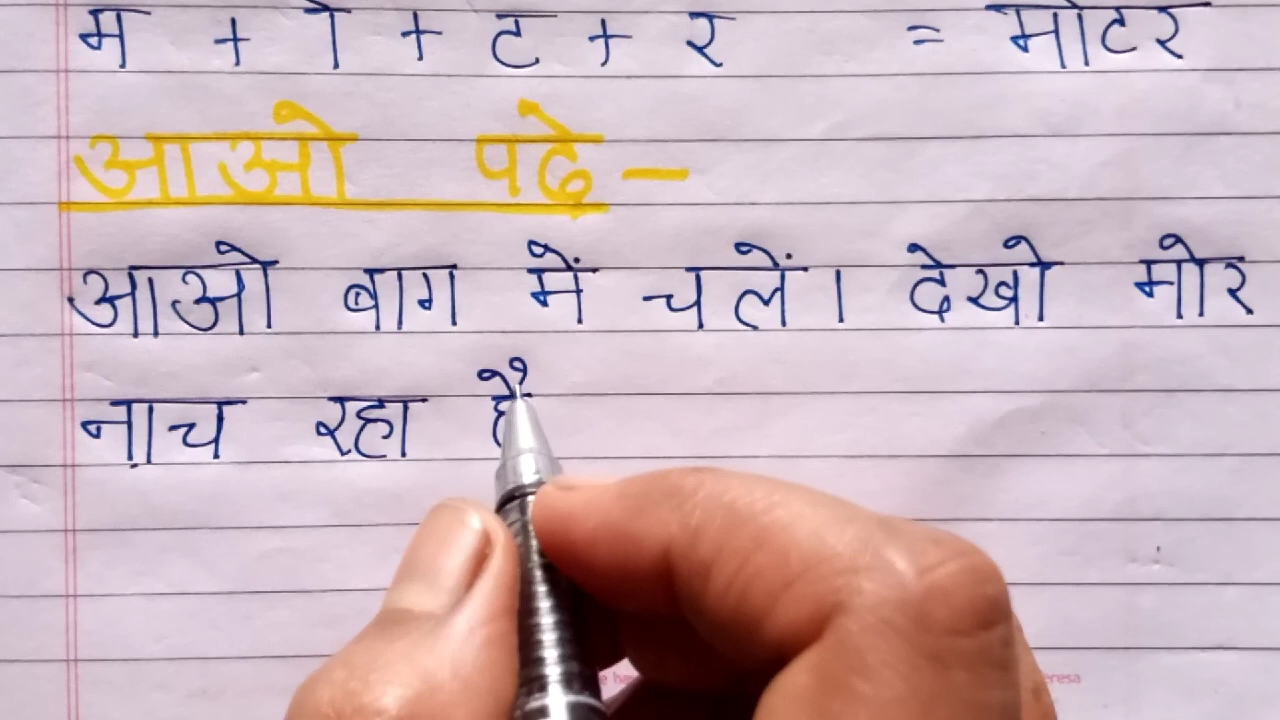 म + ो + ट + र = मोटर
आओ पढे -
आओ बाग में चलें। देखो मोर
नाच रहा है